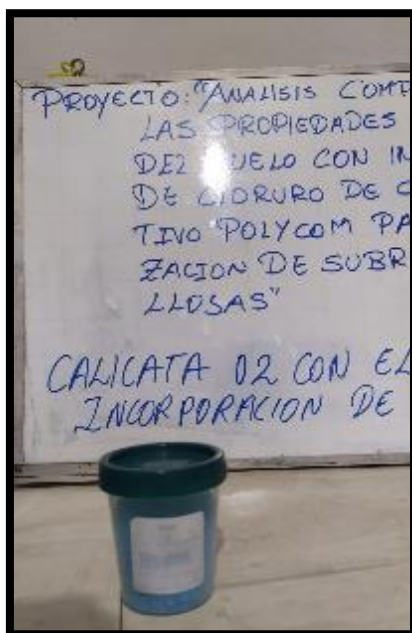 PROYECTO: "ANALISIS COMP
LAS PROPIEDADES
DEL SUELO CON IN
DE CLORURO DE C
TIVO POLYCOM PA
ZACION DE SUBR
LLOSAS"
CALICATA 02 CON EL
INCORPORACION DE